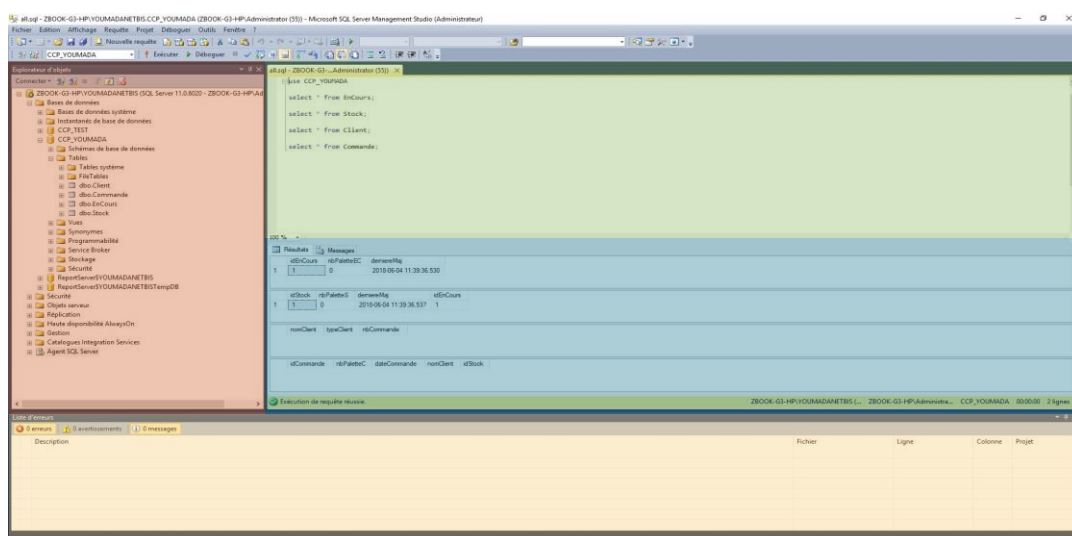 all.sql - ZBOOK-G3-HP\YOUMADANETBIS.CCP_YOUMADA (ZBOOK-G3-HP\Administrator (55)) - Microsoft SQL Server Management Studio (Administrateur)
Fichier Edition Affichage Requête Projet Déboguer Outils Fenêtre ?
Nouvelle requête
CCP_YOUMADA Exécuter Déboguer
Explorateur d'objets
Connecter
ZBOOK-G3-HP\YOUMADANETBIS (SQL Server 11.0.6020 - ZBOOK-G3-HP\Ad
Bases de données
Bases de données système
Instantanés de base de données
CCP_TEST
CCP_YOUMADA
Schémas de base de données
Tables
Tables système
FileTables
dbo.Client
dbo.Commande
dbo.EnCours
dbo.Stock
Vues
Synonymes
Programmabilité
Service Broker
Stockage
Sécurité
ReportServer$YOUMADANETBIS
ReportServer$YOUMADANETBISTempDB
Sécurité
Objets serveur
Réplication
Haute disponibilité AlwaysOn
Gestion
Catalogues Integration Services
Agent SQL Server
all.sql - ZBOOK-G3-...Administrator (55))
use CCP_YOUMADA
select * from EnCours;
select * from Stock;
select * from Client;
select * from Commande;
100 %
Résultats Messages
idEnCours nbPaletteEC derniereMaj
1 1 0 2018-06-04 11:39:36.530
idStock nbPaletteS derniereMaj idEnCours
1 1 0 2018-06-04 11:39:36.537 1
nomClient typeClient nbCommande
idCommande nbPaletteC dateCommande nomClient idStock
Exécution de requête réussie. ZBOOK-G3-HP\YOUMADANETBIS (... ZBOOK-G3-HP\Administra... CCP_YOUMADA 00:00:00 2 lignes
Liste d'erreurs
0 erreurs 0 avertissements 0 messages
Description Fichier Ligne Colonne Projet